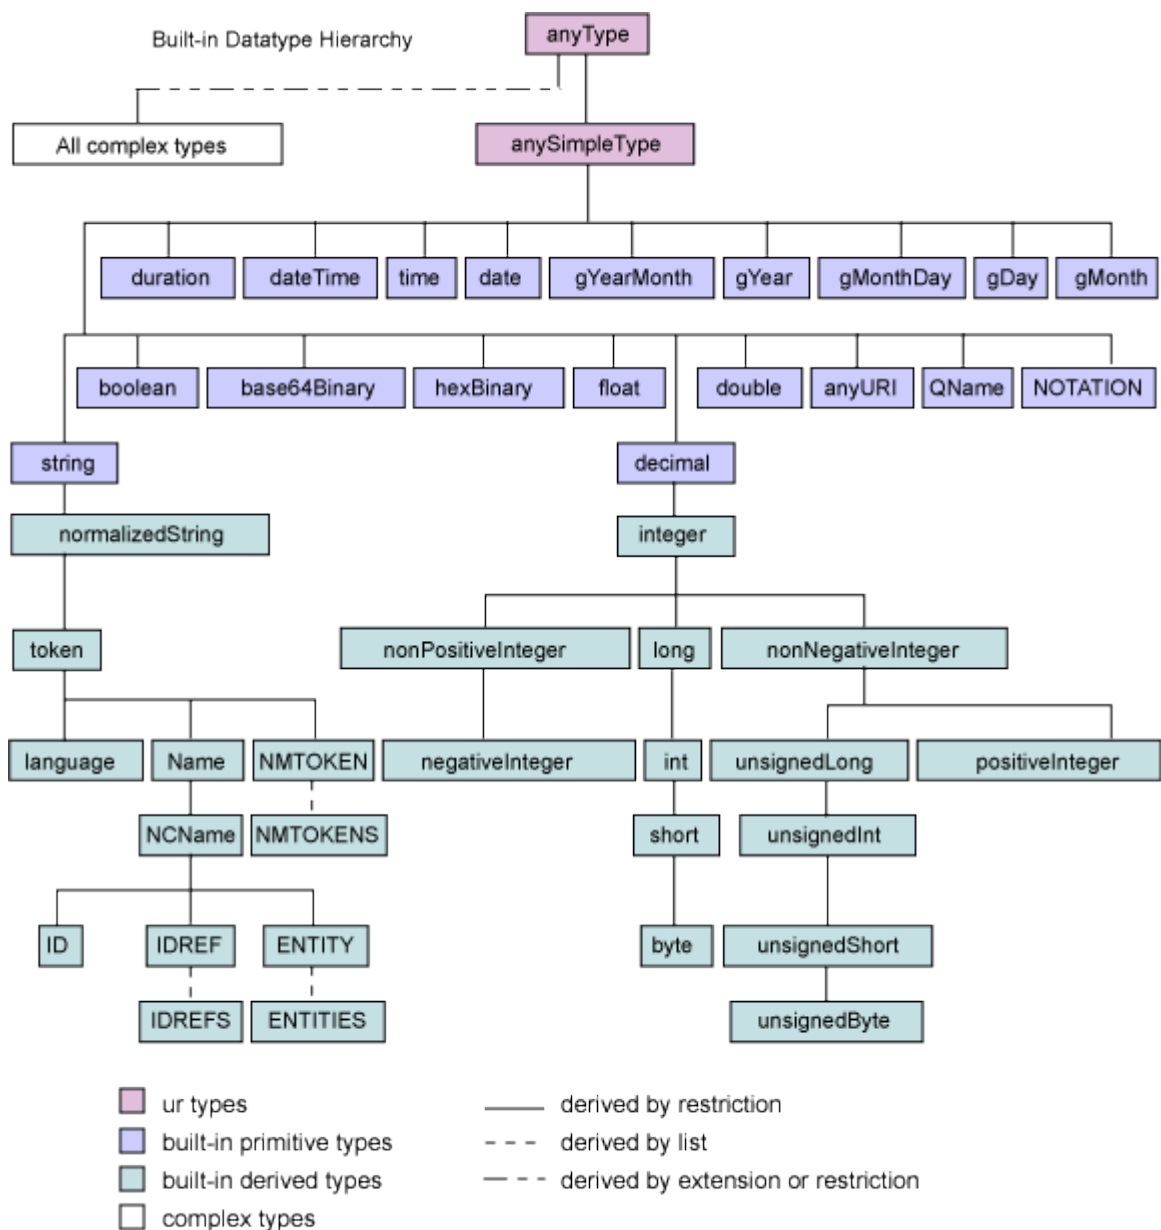 Built-in Datatype Hierarchy
anyType
All complex types
anySimpleType
duration
dateTime
time
date
gYearMonth
gYear
gMonthDay
gDay
gMonth
boolean
base64Binary
hexBinary
float
double
anyURI
QName
NOTATION
string
decimal
normalizedString
integer
token
nonPositiveInteger
long
nonNegativeInteger
language
Name
NMTOKEN
negativeInteger
int
unsignedLong
positiveInteger
NCName
NMTOKENS
short
unsignedInt
ID
IDREF
ENTITY
byte
unsignedShort
IDREFS
ENTITIES
unsignedByte
ur types
derived by restriction
built-in primitive types
derived by list
built-in derived types
derived by extension or restriction
complex types